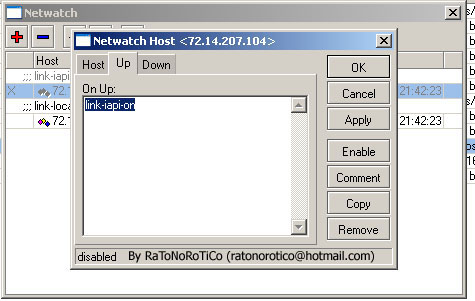 Netwatch
Host
;;; link-iapi
X 72.1 21:42:23
;;; link-loca
72.1 21:42:23
Netwatch Host <72.14.207.104>
Host Up Down
On Up:
link-iapi-on
OK
Cancel
Apply
Enable
Comment
Copy
Remove
disabled By RaToNoRoTiCo (ratonorotico@hotmail.com)